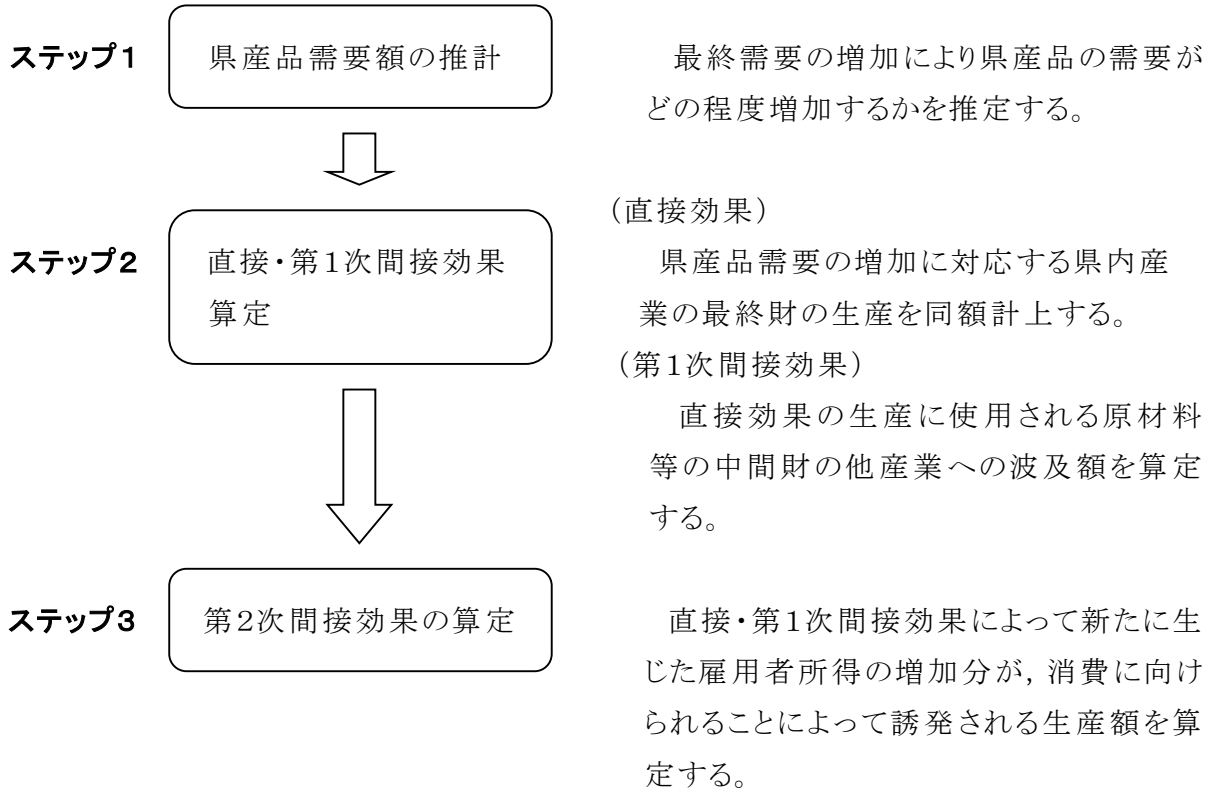 ステップ1
県産品需要額の推計
最終需要の増加により県産品の需要が
どの程度増加するかを推定する。
ステップ2
直接・第1次間接効果
算定
(直接効果)
県産品需要の増加に対応する県内産
業の最終財の生産を同額計上する。
(第1次間接効果)
直接効果の生産に使用される原材料
等の中間財の他産業への波及額を算定
する。
ステップ3
第2次間接効果の算定
直接・第1次間接効果によって新たに生
じた雇用者所得の増加分が,消費に向け
られることによって誘発される生産額を算
定する。